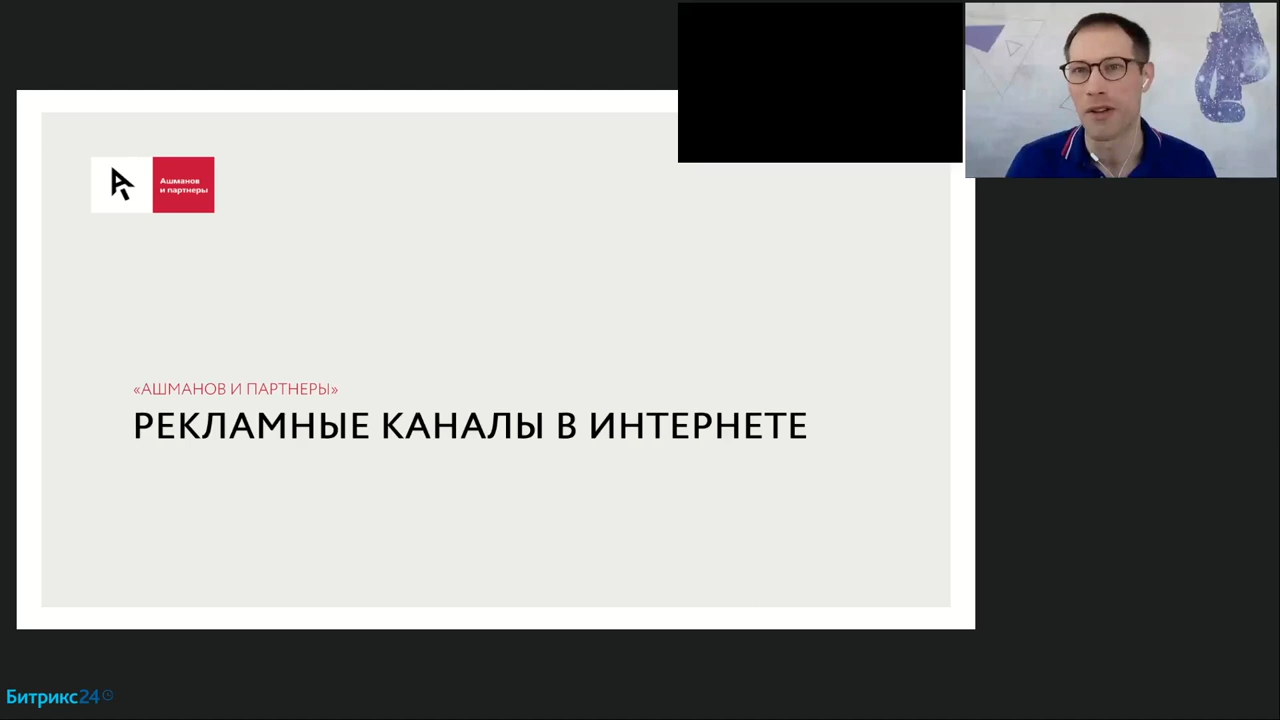 Ашманов
и партнеры
«АШМАНОВ И ПАРТНЕРЫ»
РЕКЛАМНЫЕ КАНАЛЫ В ИНТЕРНЕТЕ
Битрикс24